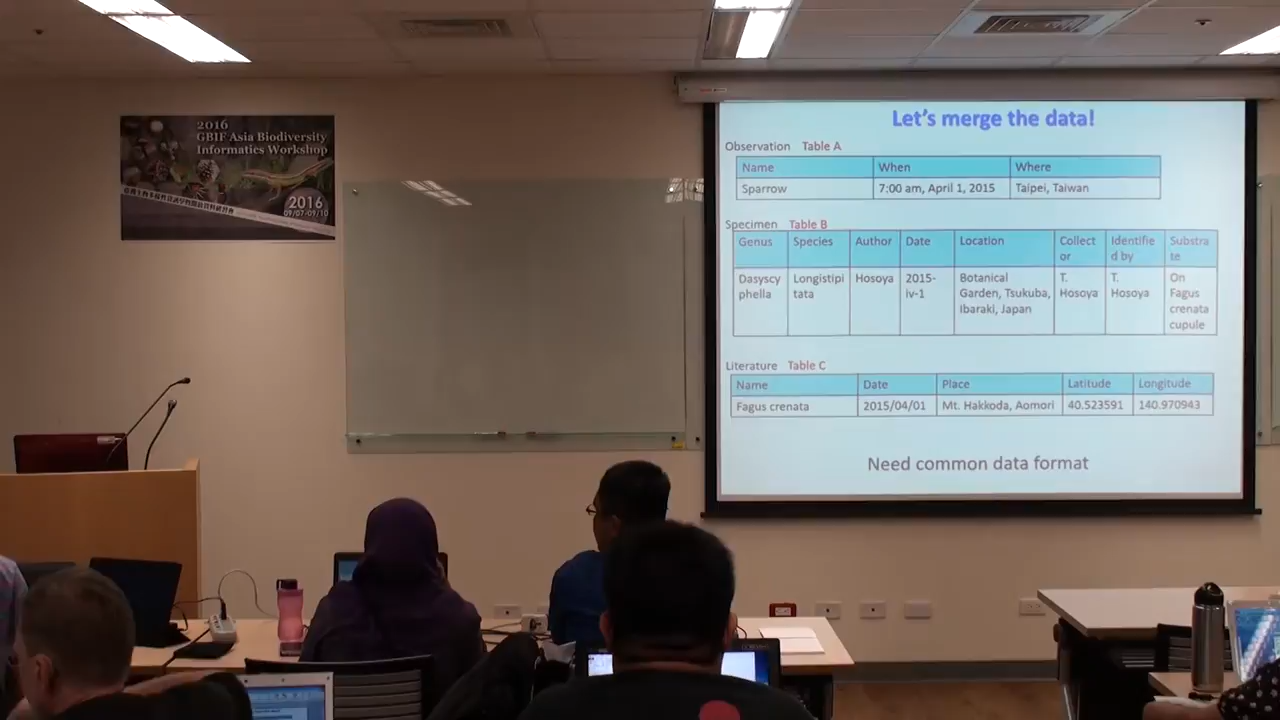 2016
GBIF Asia Biodiversity
Informatics Workshop
2016
09/07-09/10
Let's merge the data!
Observation Table A
Name When Where
Sparrow 7:00 am, April 1, 2015 Taipei, Taiwan
Specimen Table B
Genus Species Author Date Location Collect Identifie Substra
or d by te
Dasyscy Longistipi Hosoya 2015- Botanical T. T. On
phella tata iv-1 Garden, Tsukuba, Hosoya Hosoya Fagus
Ibaraki, Japan crenata
cupule
Literature Table C
Name Date Place Latitude Longitude
Fagus crenata 2015/04/01 Mt. Hakkoda, Aomori 40.523591 140.970943
Need common data format